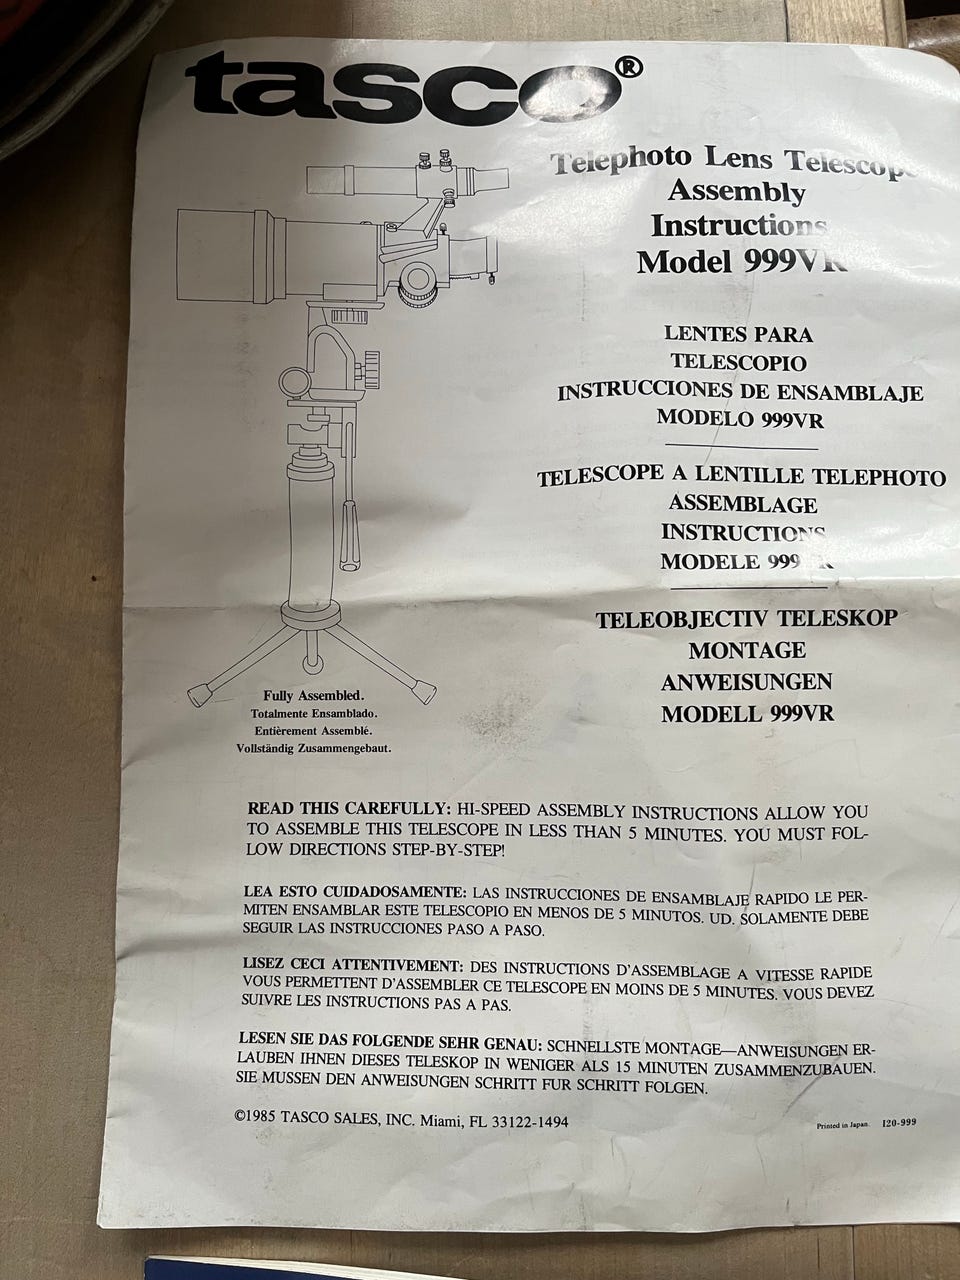 tasco®
Telephoto Lens Telescope
Assembly
Instructions
Model 999VR
LENTES PARA
TELESCOPIO
INSTRUCCIONES DE ENSAMBLAJE
MODELO 999VR
TELESCOPE A LENTILLE TELEPHOTO
ASSEMBLAGE
INSTRUCTIONS
MODELE 999VR
TELEOBJECTIV TELESKOP
MONTAGE
ANWEISUNGEN
MODELL 999VR
Fully Assembled.
Totalmente Ensamblado.
Entièrement Assemblé.
Vollständig Zusammengebaut.
READ THIS CAREFULLY: HI-SPEED ASSEMBLY INSTRUCTIONS ALLOW YOU
TO ASSEMBLE THIS TELESCOPE IN LESS THAN 5 MINUTES. YOU MUST FOL-
LOW DIRECTIONS STEP-BY-STEP!
LEA ESTO CUIDADOSAMENTE: LAS INSTRUCCIONES DE ENSAMBLAJE RAPIDO LE PER-
MITEN ENSAMBLAR ESTE TELESCOPIO EN MENOS DE 5 MINUTOS. UD. SOLAMENTE DEBE
SEGUIR LAS INSTRUCCIONES PASO A PASO.
LISEZ CECI ATTENTIVEMENT: DES INSTRUCTIONS D'ASSEMBLAGE A VITESSE RAPIDE
VOUS PERMETTENT D'ASSEMBLER CE TELESCOPE EN MOINS DE 5 MINUTES. VOUS DEVEZ
SUIVRE LES INSTRUCTIONS PAS A PAS.
LESEN SIE DAS FOLGENDE SEHR GENAU: SCHNELLSTE MONTAGE—ANWEISUNGEN ER-
LAUBEN IHNEN DIESES TELESKOP IN WENIGER ALS 15 MINUTEN ZUSAMMENZUBAUEN.
SIE MUSSEN DEN ANWEISUNGEN SCHRITT FUR SCHRITT FOLGEN.
©1985 TASCO SALES, INC. Miami, FL 33122-1494
Printed in Japan. 120-999